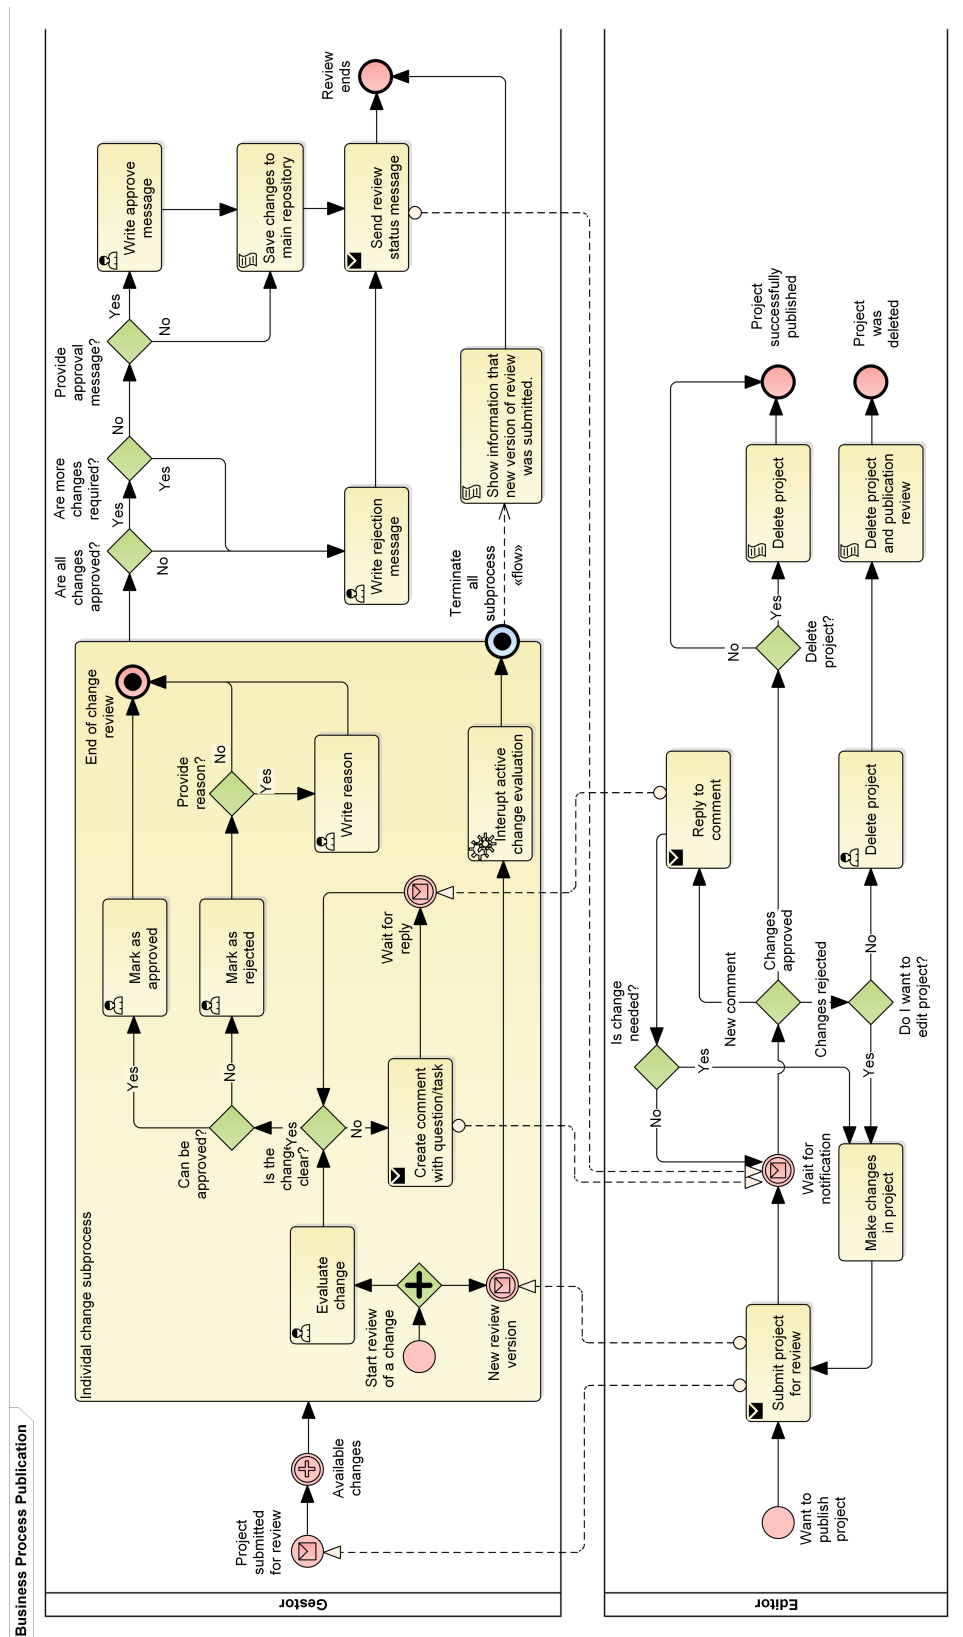 Business Process Publication
Gestor
Project
submitted
for review
Available
changes
Individal change subprocess
Start review
of a change
New review
version
Evaluate
change
Is the
change
clear?
Yes
No
Can be
approved?
Yes
No
Create comment
with question/task
Wait for
reply
Mark as
approved
Mark as
rejected
Provide
reason?
No
Yes
Write reason
End of change
review
Interupt active
change evaluation
Terminate
all
subprocess
«flow»
Are all
changes
approved?
Yes
No
Are more
changes
required?
No
Yes
Provide
approval
message?
Yes
No
Write approve
message
Save changes to
main repository
Send review
status message
Write rejection
message
Show information that
new version of review
was submitted.
Review
ends
Editor
Want to
publish
project
Submit project
for review
Make changes
in project
Wait for
notification
Is change
needed?
No
Yes
New comment
Changes
approved
Changes rejected
Do I want to
edit project?
Yes
No
Reply to
comment
Delete project
Delete
project?
No
Yes
Delete project
Delete project
and publication
review
Project
successfully
published
Project
was
deleted